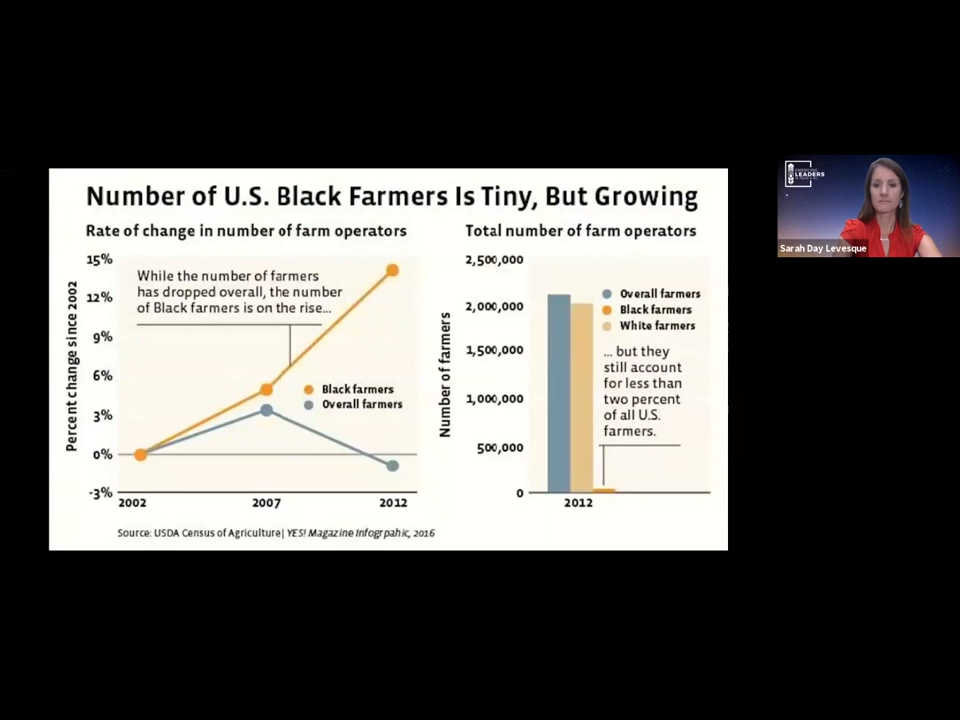 Number of U.S. Black Farmers Is Tiny, But Growing
Rate of change in number of farm operators
Percent change since 2002
15%
12%
9%
6%
3%
0%
-3%
While the number of farmers
has dropped overall, the number
of Black farmers is on the rise...
Black farmers
Overall farmers
2002
2007
2012
Total number of farm operators
Number of farmers
2,500,000
2,000,000
1,500,000
1,000,000
500,000
0
Overall farmers
Black farmers
White farmers
... but they
still account
for less than
two percent
of all U.S.
farmers.
2012
Source: USDA Census of Agriculture| YES! Magazine Infogrpahic, 2016
LEADERS
Sarah Day Levesque